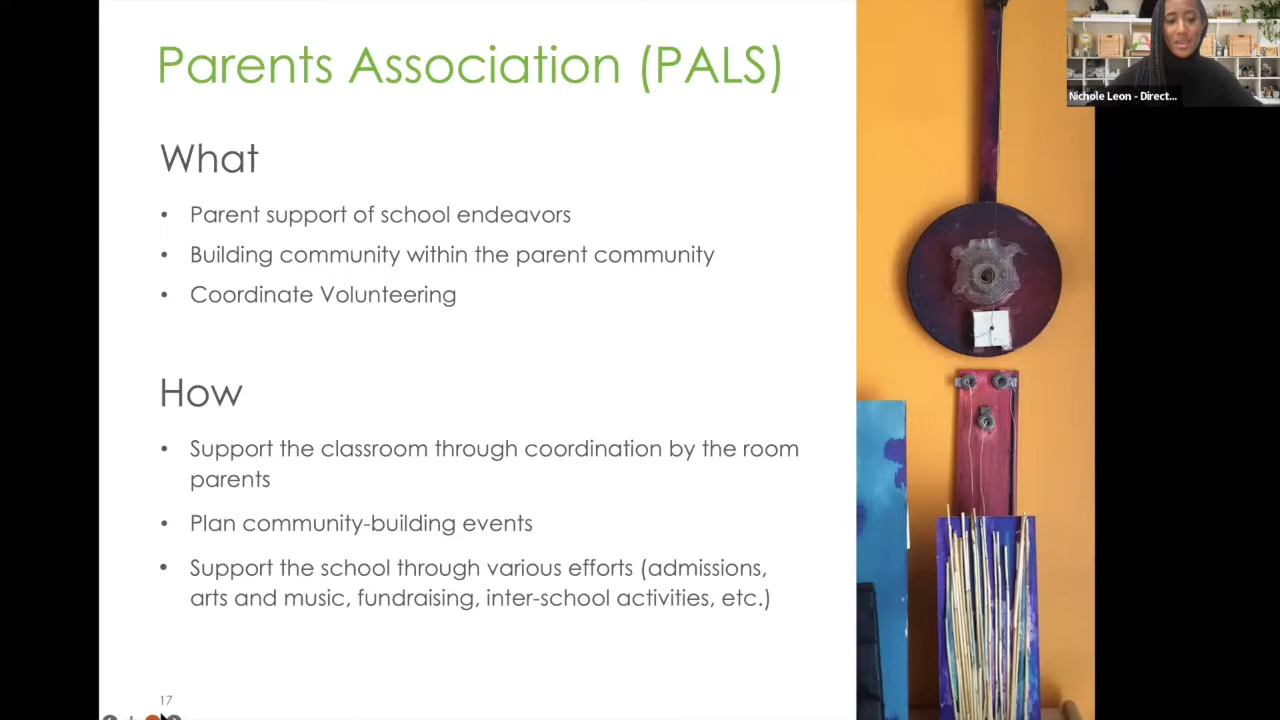 Parents Association (PALS)
Nichole Leon - Direct...
What
• Parent support of school endeavors
• Building community within the parent community
• Coordinate Volunteering
How
• Support the classroom through coordination by the room
parents
• Plan community-building events
• Support the school through various efforts (admissions,
arts and music, fundraising, inter-school activities, etc.)
17